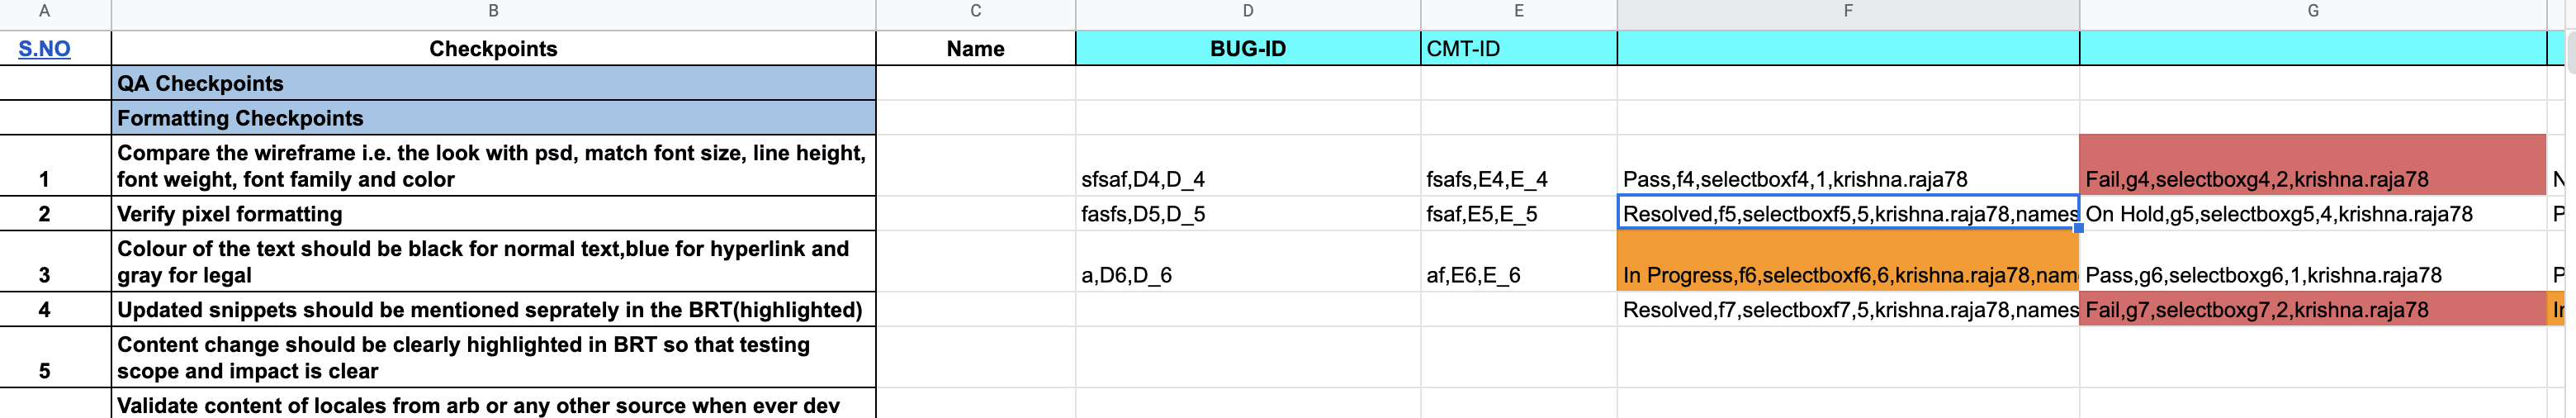 A B C D E F G
S.NO Checkpoints Name BUG-ID CMT-ID
QA Checkpoints
Formatting Checkpoints
Compare the wireframe i.e. the look with psd, match font size, line height,
1 font weight, font family and color sfsaf,D4,D_4 fsafs,E4,E_4 Pass,f4,selectboxf4,1,krishna.raja78 Fail,g4,selectboxg4,2,krishna.raja78
2 Verify pixel formatting fasfs,D5,D_5 fsaf,E5,E_5 Resolved,f5,selectboxf5,5,krishna.raja78,names On Hold,g5,selectboxg5,4,krishna.raja78 P
Colour of the text should be black for normal text,blue for hyperlink and
3 gray for legal a,D6,D_6 af,E6,E_6 In Progress,f6,selectboxf6,6,krishna.raja78,nam Pass,g6,selectboxg6,1,krishna.raja78 P
4 Updated snippets should be mentioned seprately in the BRT(highlighted) Resolved,f7,selectboxf7,5,krishna.raja78,names Fail,g7,selectboxg7,2,krishna.raja78
Content change should be clearly highlighted in BRT so that testing
5 scope and impact is clear
Validate content of locales from arb or any other source when ever dev